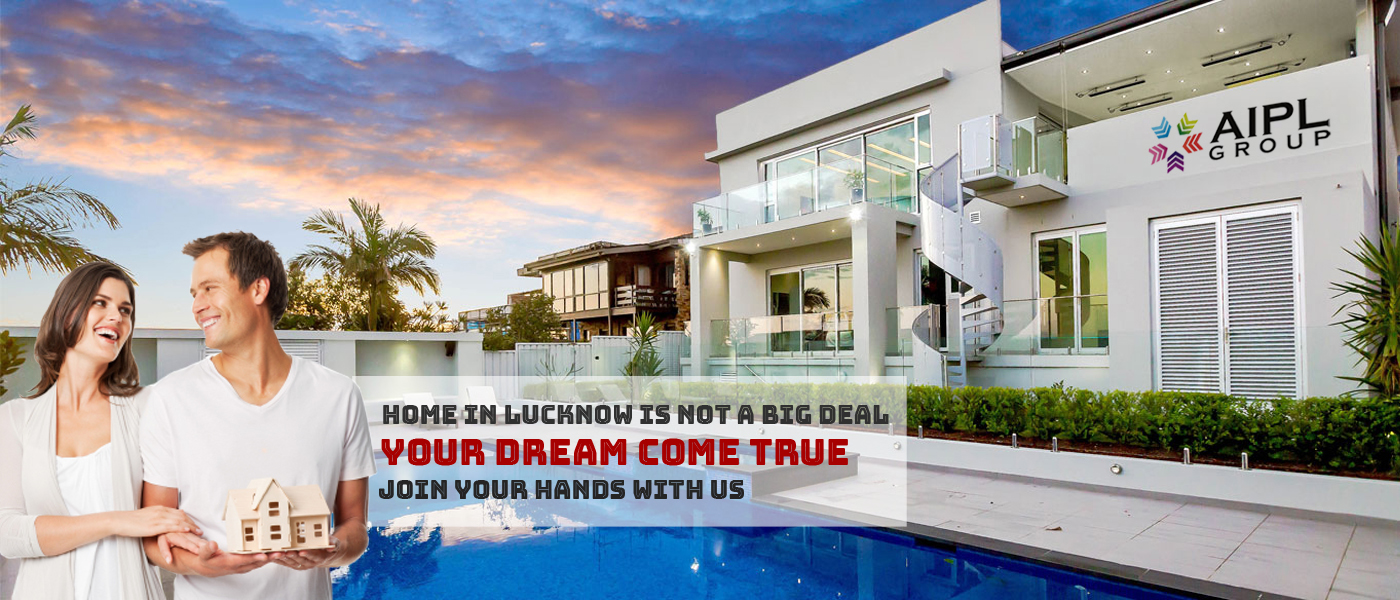 AIPL
GROUP
HOME IN LUCKNOW IS NOT A BIG DEAL
YOUR DREAM COME TRUE
JOIN YOUR HANDS WITH US